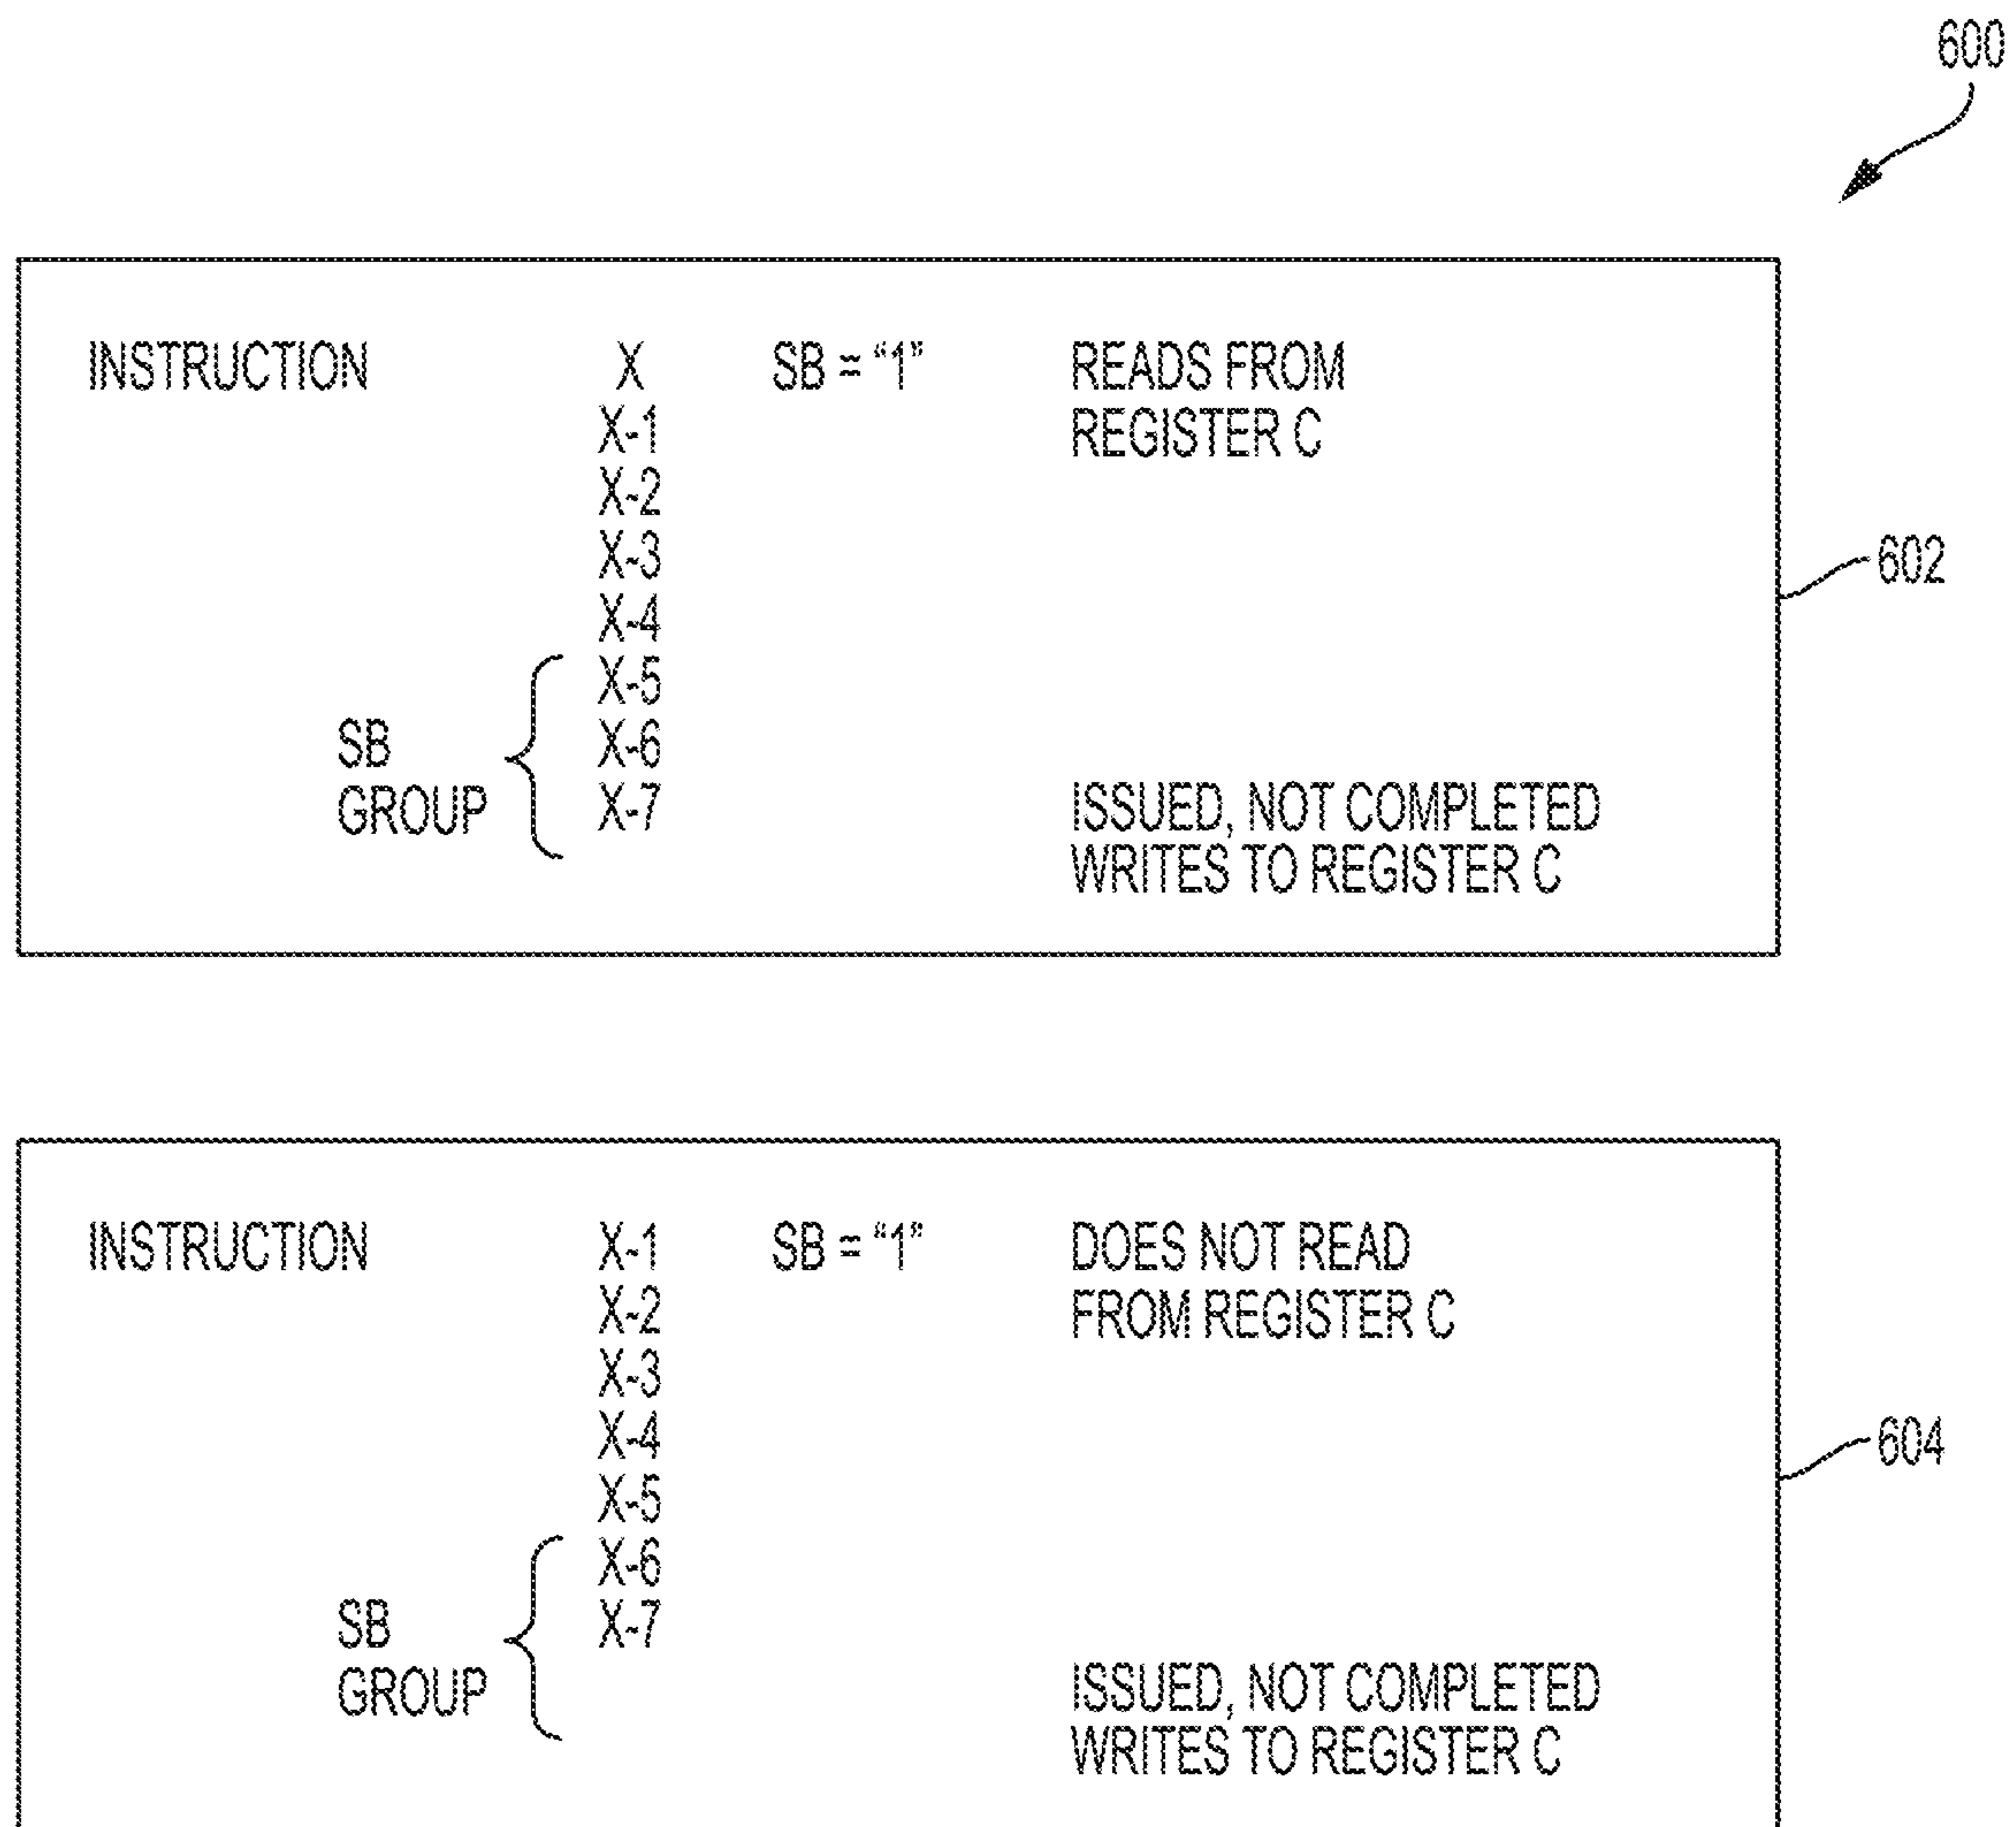 600
INSTRUCTION X SB = “1” READS FROM
X-1 REGISTER C
X-2
X-3
602
X-4
X-5
SB X-6
GROUP X-7 ISSUED, NOT COMPLETED
WRITES TO REGISTER C
INSTRUCTION X-1 SB = “1” DOES NOT READ
X-2 FROM REGISTER C
X-3
X-4
604
X-5
X-6
SB X-7
GROUP ISSUED, NOT COMPLETED
WRITES TO REGISTER C